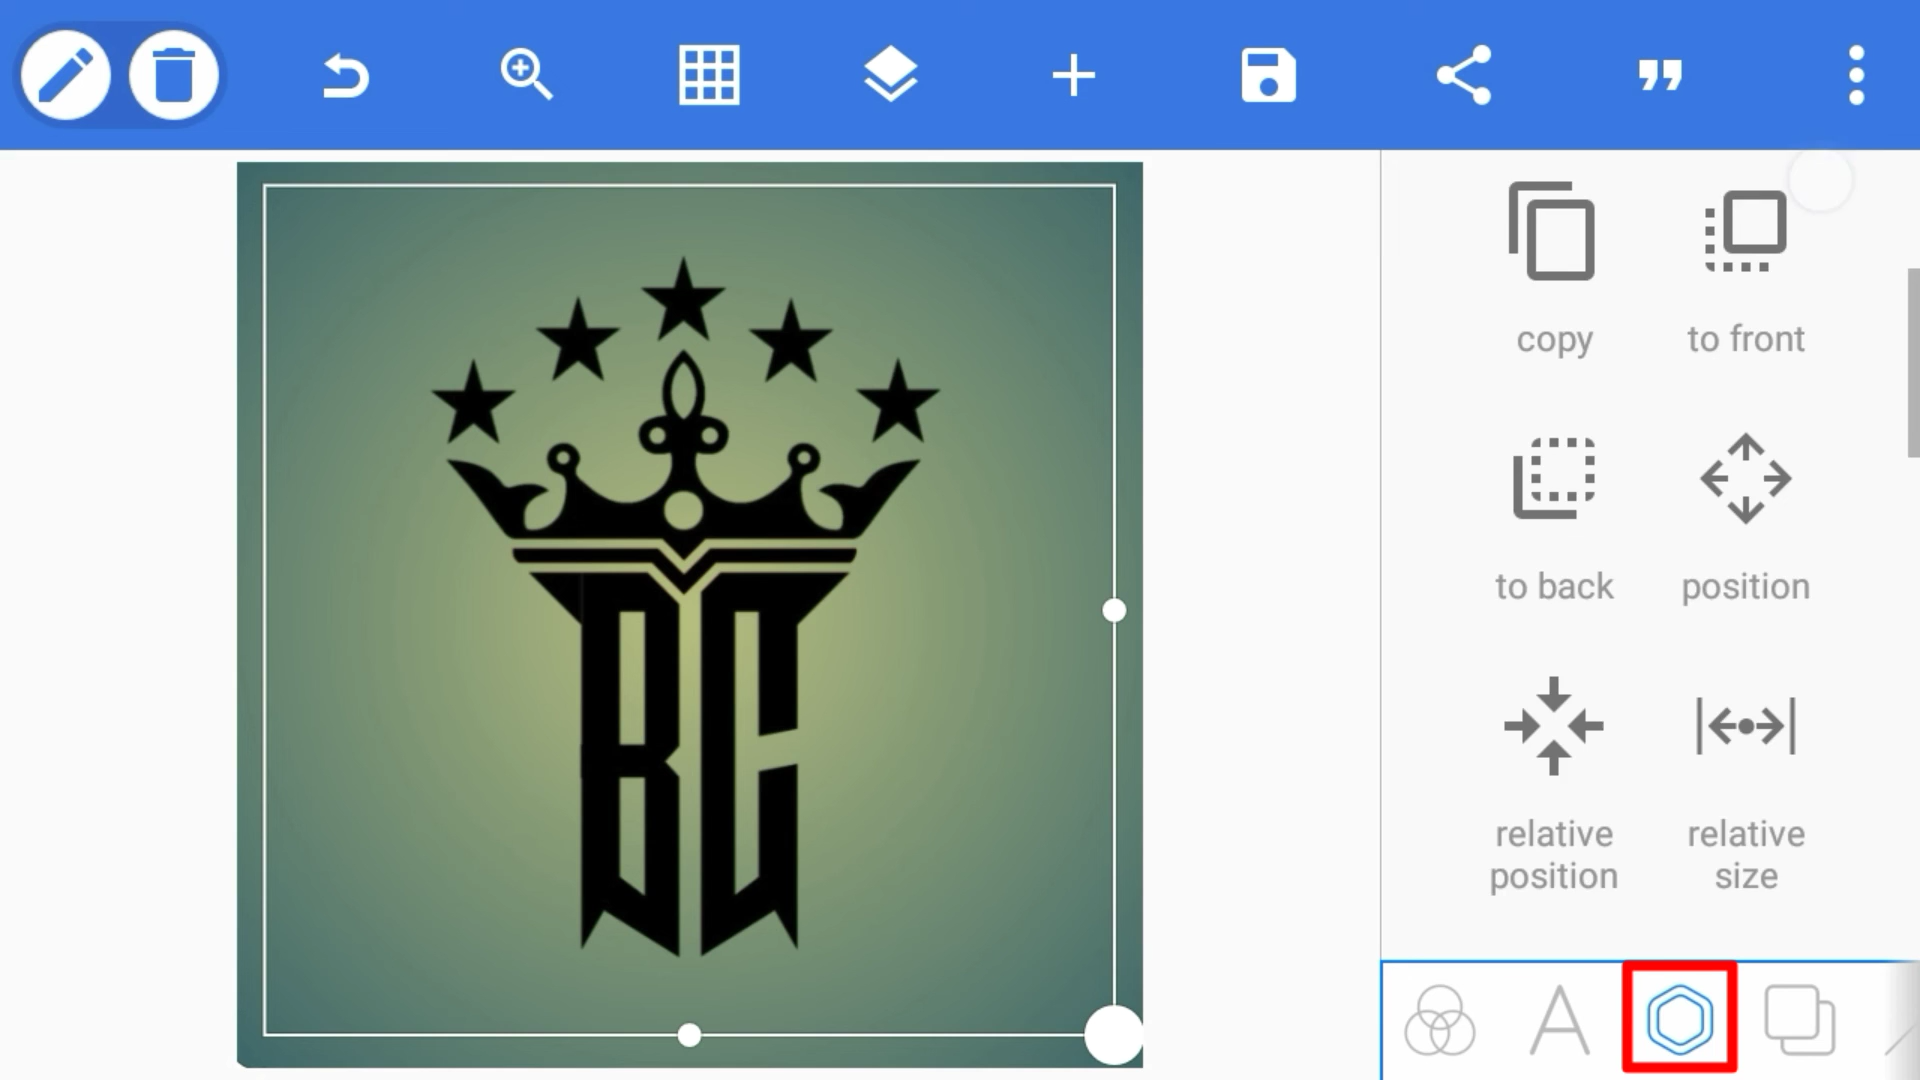 BC
copy
to front
to back
position
relative
position
relative
size
A